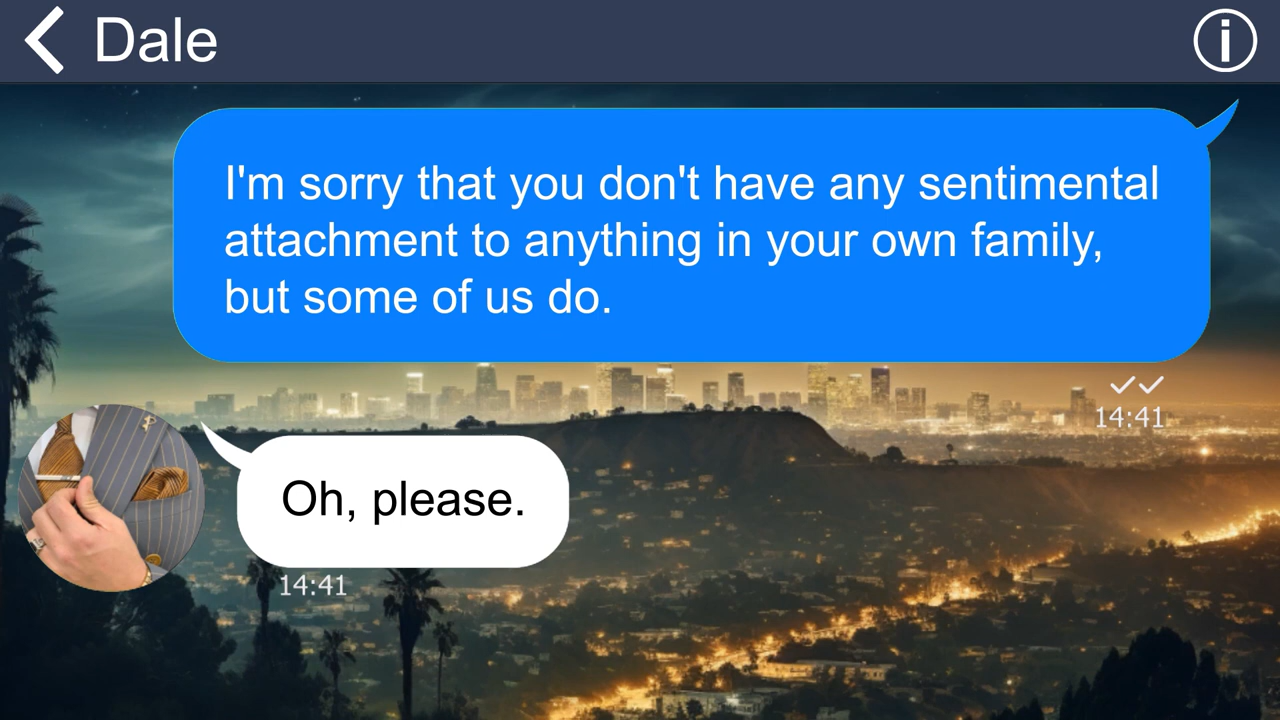 Dale
I'm sorry that you don't have any sentimental
attachment to anything in your own family,
but some of us do.
14:41
Oh, please.
14:41